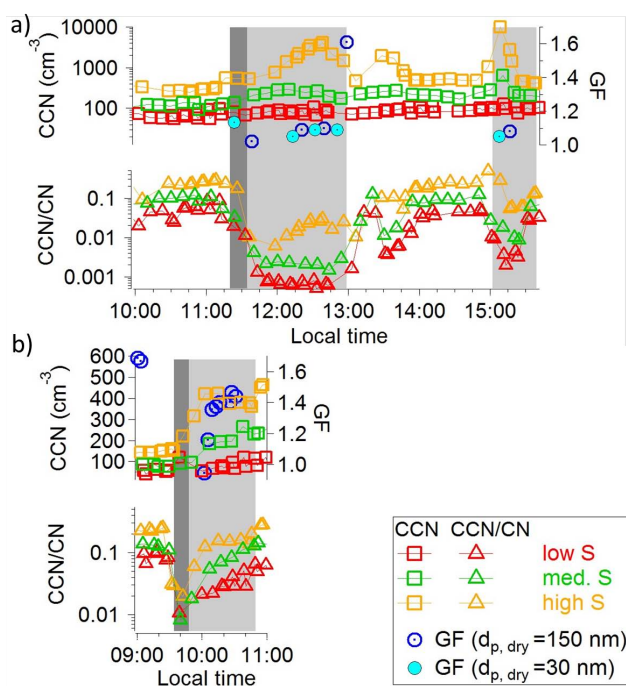 a)
10000
1000
100
CCN (cm-3)
1.6
1.4
1.2
1.0
GF
0.1
0.01
0.001
CCN/CN
10:00 11:00 12:00 13:00 14:00 15:00
Local time
b)
600
500
400
300
200
100
CCN (cm-3)
1.6
1.4
1.2
1.0
GF
0.1
0.01
CCN/CN
09:00 10:00 11:00
Local time
CCN CCN/CN
low S
med. S
high S
GF (dp, dry =150 nm)
GF (dp, dry =30 nm)